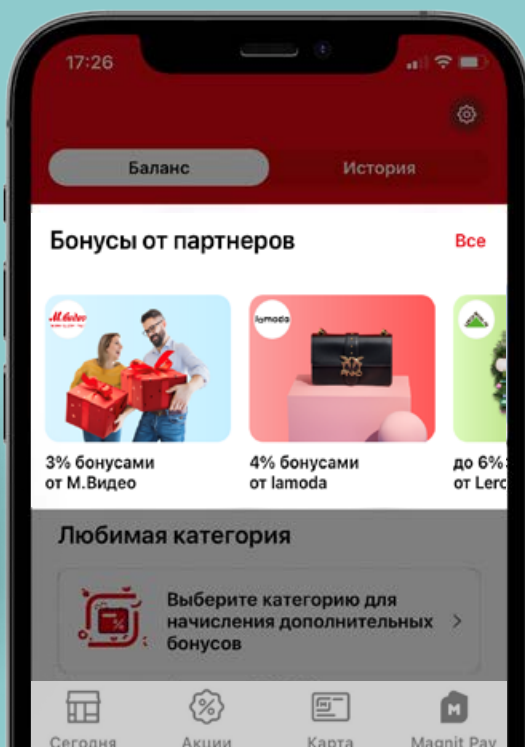 17:26
Баланс
История
Бонусы от партнеров
Все
М.Видео
lamoda
3% бонусами
от М.Видео
4% бонусами
от lamoda
до 6%
от Lero
Любимая категория
Выберите категорию для
начисления дополнительных
бонусов
Сегодня
Акции
Карта
Magnit Pay